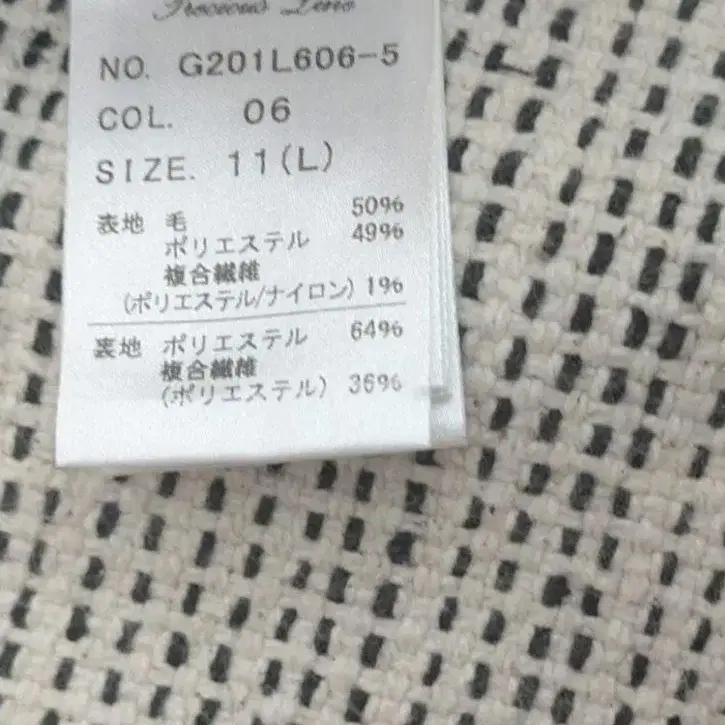 Precious Line
NO. G201L606-5
COL. 06
SIZE. 11(L)
表地 毛 50%
ポリエステル 49%
複合繊維
(ポリエステル/ナイロン) 1%
裏地 ポリエステル 64%
複合繊維
(ポリエステル) 36%